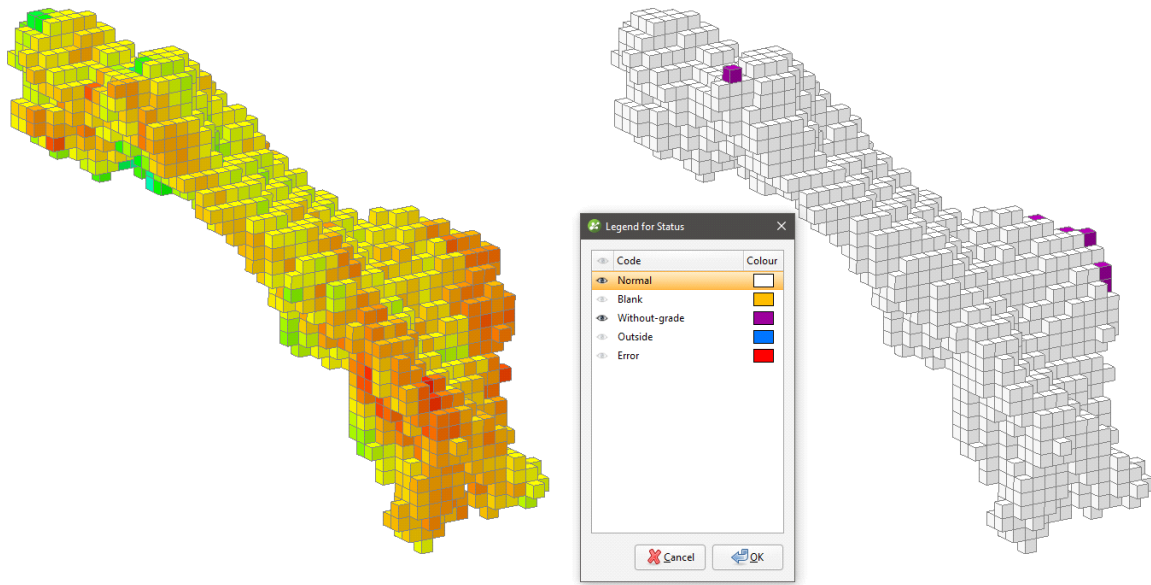 Legend for Status
Code Colour
Normal
Blank
Without-grade
Outside
Error
Cancel OK